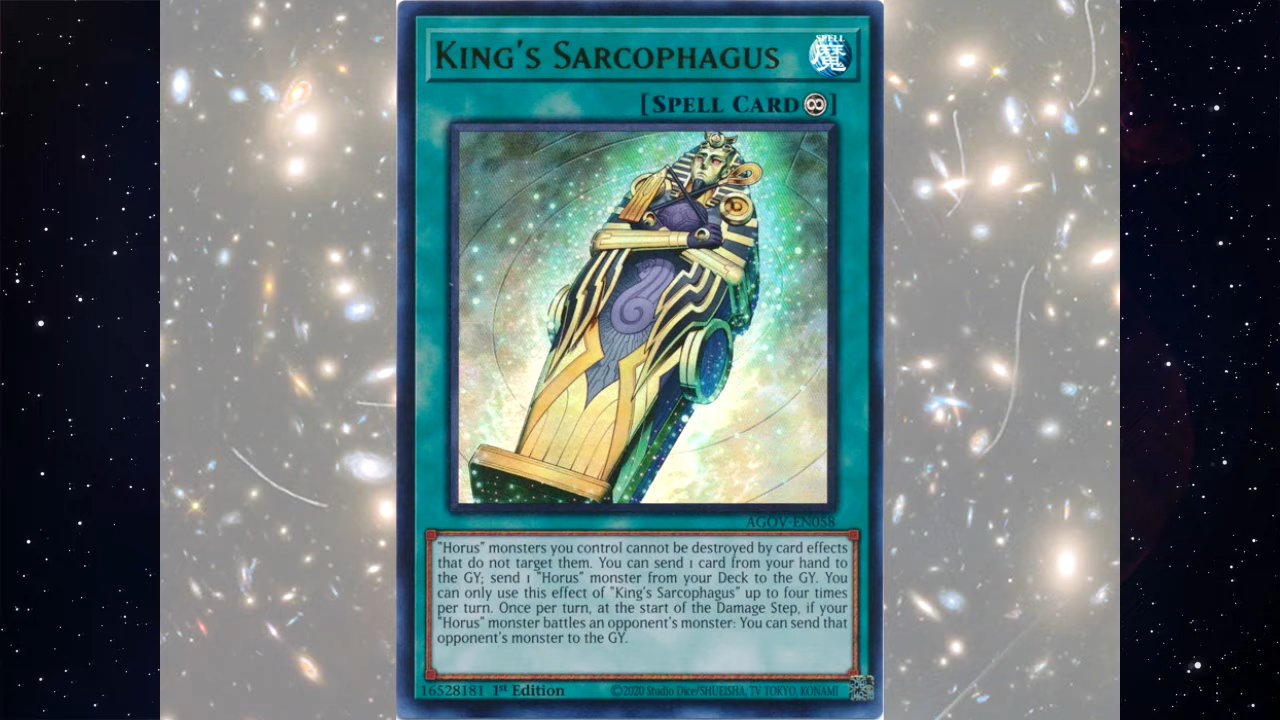 King's Sarcophagus
SPELL
魔
[Spell Card]
AGOV-EN058
"Horus" monsters you control cannot be destroyed by card effects
that do not target them. You can send 1 card from your hand to
the GY; send 1 "Horus" monster from your Deck to the GY. You
can only use this effect of "King's Sarcophagus" up to four times
per turn. Once per turn, at the start of the Damage Step, if your
"Horus" monster battles an opponent's monster: You can send that
opponent's monster to the GY.
16528181 1st Edition ©2020 Studio Dice/SHUEISHA, TV TOKYO, KONAMI